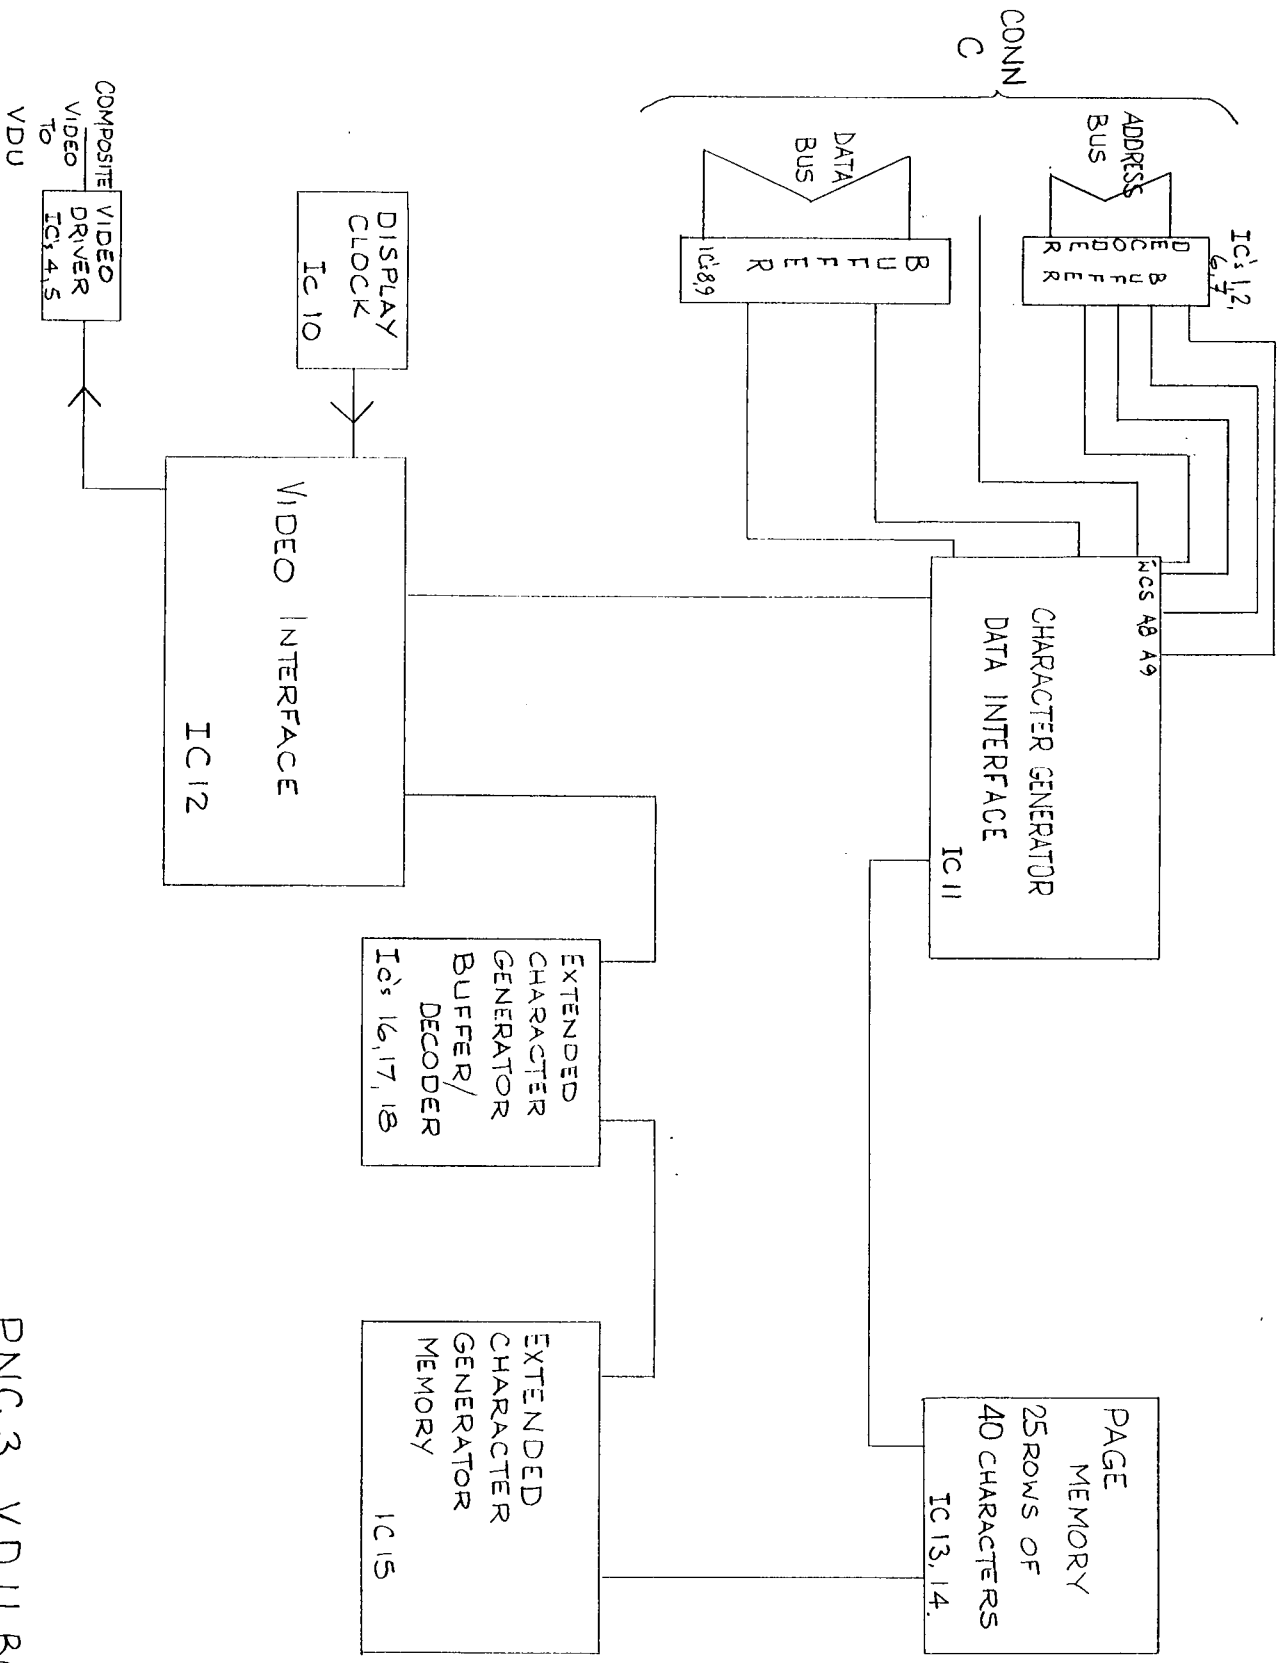 CONN
C
ADDRESS
BUS
IC's 1,2,
6,7
DECODER
BUFFER
DATA
BUS
BUFFER
IC's 8,9
WCS A8 A9
CHARACTER GENERATOR
DATA INTERFACE
IC 11
PAGE
MEMORY
25 ROWS OF
40 CHARACTERS
IC 13, 14.
DISPLAY
CLOCK
IC 10
COMPOSITE
VIDEO
TO
VDU
VIDEO
DRIVER
IC's 4,5
VIDEO INTERFACE
IC 12
EXTENDED
CHARACTER
GENERATOR
BUFFER/
DECODER
IC's 16,17,18
EXTENDED
CHARACTER
GENERATOR
MEMORY
IC 15
PNC.3 VDU